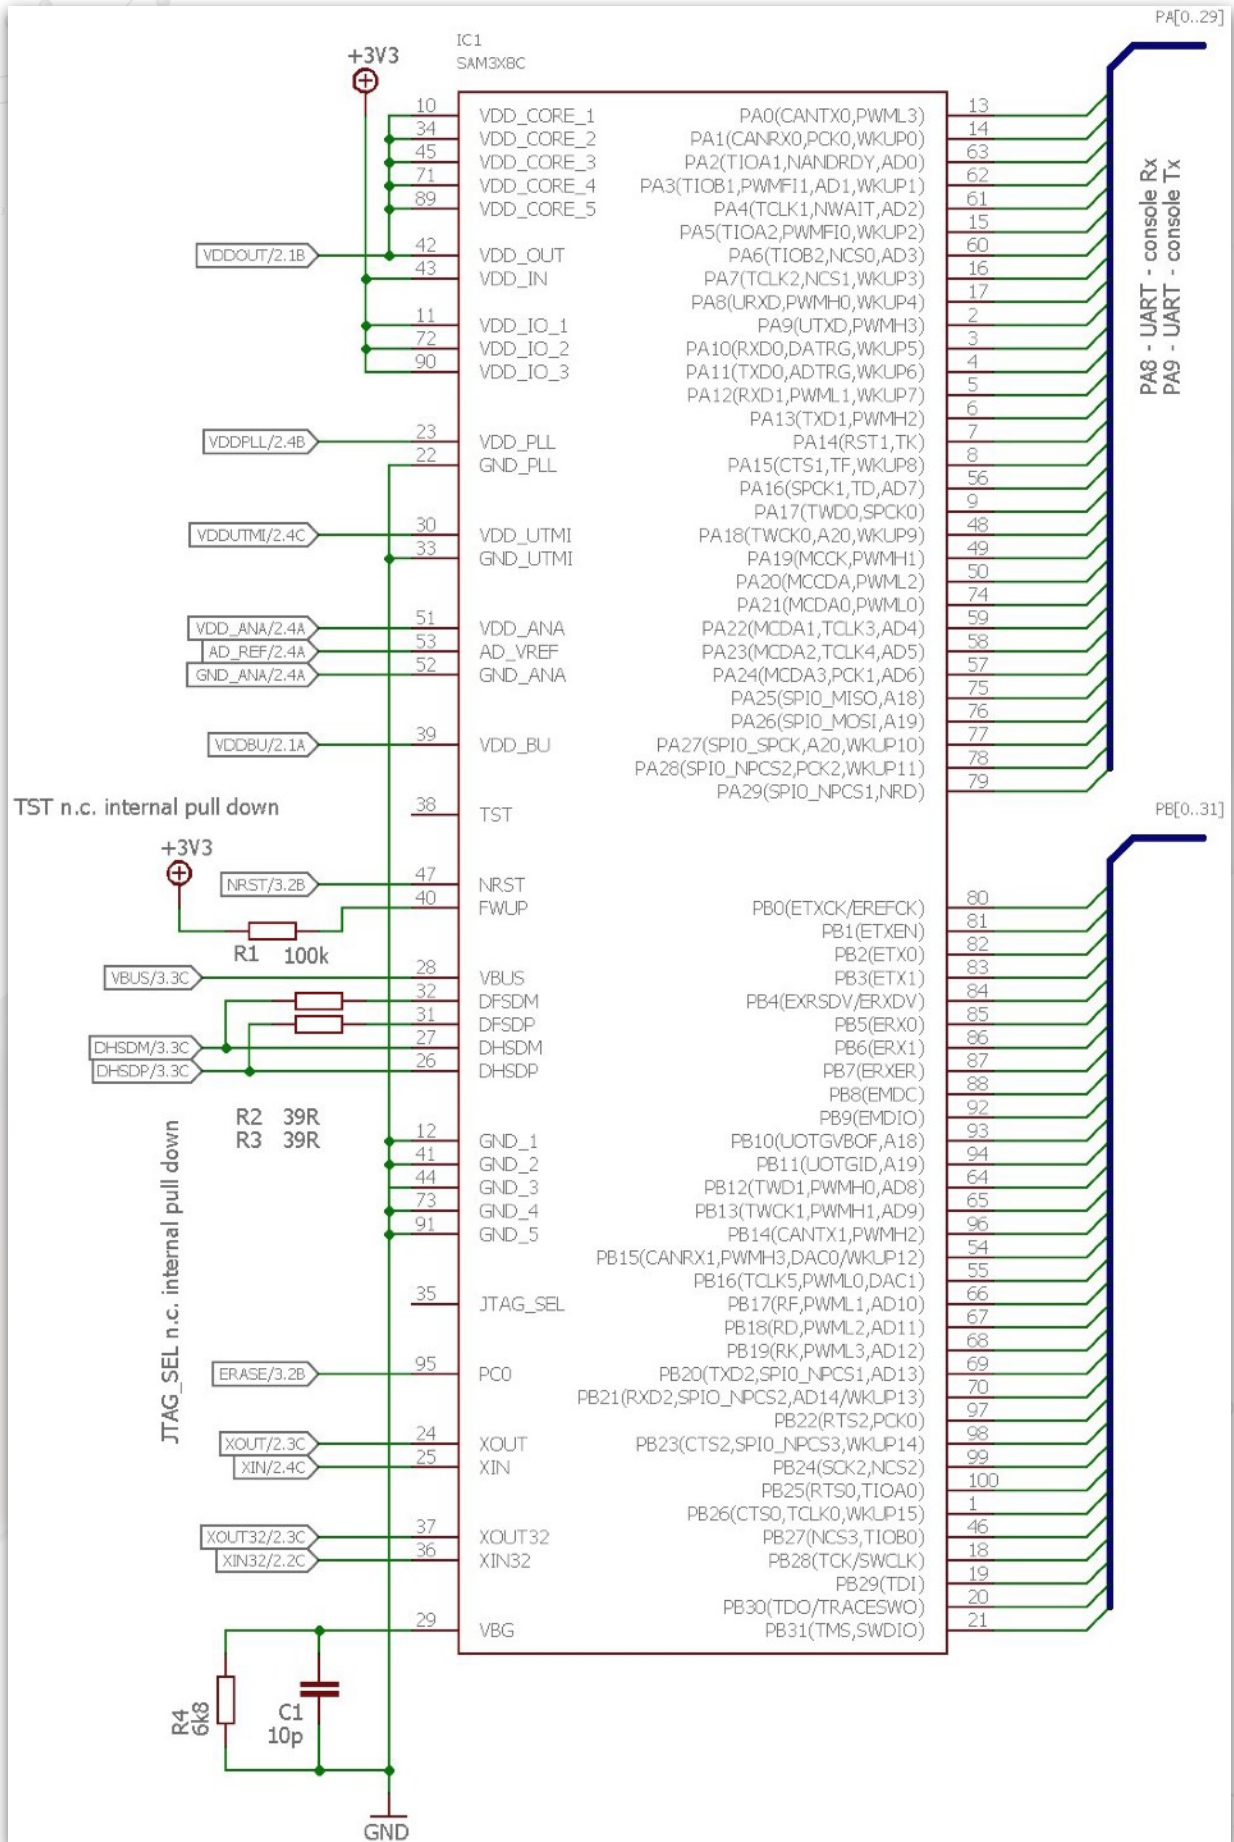 PA[0..29]
IC1
SAM3X8C
+3V3
10 VDD_CORE_1
34 VDD_CORE_2
45 VDD_CORE_3
71 VDD_CORE_4
89 VDD_CORE_5
VDDOUT/2.1B 42 VDD_OUT
43 VDD_IN
11 VDD_IO_1
72 VDD_IO_2
90 VDD_IO_3
VDDPLL/2.4B 23 VDD_PLL
22 GND_PLL
VDDUTMI/2.4C 30 VDD_UTMI
33 GND_UTMI
VDD_ANA/2.4A 51 VDD_ANA
AD_REF/2.4A 53 AD_VREF
GND_ANA/2.4A 52 GND_ANA
VDDBU/2.1A 39 VDD_BU
TST n.c. internal pull down
38 TST
+3V3
NRST/3.2B 47 NRST
40 FWUP
R1 100k
VBUS/3.3C 28 VBUS
32 DFSDM
31 DFSDP
DHSDM/3.3C 27 DHSDM
DHSDP/3.3C 26 DHSDP
R2 39R
R3 39R
12 GND_1
41 GND_2
44 GND_3
73 GND_4
91 GND_5
JTAG_SEL n.c. internal pull down
35 JTAG_SEL
ERASE/3.2B 95 PC0
XOUT/2.3C 24 XOUT
XIN/2.4C 25 XIN
XOUT32/2.3C 37 XOUT32
XIN32/2.2C 36 XIN32
29 VBG
R4
6k8
C1
10p
GND
PA0(CANTX0,PWML3) 13
PA1(CANRX0,PCK0,WKUP0) 14
PA2(TIOA1,NANDRDY,AD0) 63
PA3(TIOB1,PWMFI1,AD1,WKUP1) 62
PA4(TCLK1,NWAIT,AD2) 61
PA5(TIOA2,PWMFI0,WKUP2) 15
PA6(TIOB2,NCS0,AD3) 60
PA7(TCLK2,NCS1,WKUP3) 16
PA8(URXD,PWMH0,WKUP4) 17
PA9(UTXD,PWMH3) 2
PA10(RXD0,DATRG,WKUP5) 3
PA11(TXD0,ADTRG,WKUP6) 4
PA12(RXD1,PWML1,WKUP7) 5
PA13(TXD1,PWMH2) 6
PA14(RST1,TK) 7
PA15(CTS1,TF,WKUP8) 8
PA16(SPCK1,TD,AD7) 56
PA17(TWD0,SPCK0) 9
PA18(TWCK0,A20,WKUP9) 48
PA19(MCCK,PWMH1) 49
PA20(MCCDA,PWML2) 50
PA21(MCDA0,PWML0) 74
PA22(MCDA1,TCLK3,AD4) 59
PA23(MCDA2,TCLK4,AD5) 58
PA24(MCDA3,PCK1,AD6) 57
PA25(SPI0_MISO,A18) 75
PA26(SPI0_MOSI,A19) 76
PA27(SPI0_SPCK,A20,WKUP10) 77
PA28(SPI0_NPCS2,PCK2,WKUP11) 78
PA29(SPI0_NPCS1,NRD) 79
PA8 - UART - console Rx
PA9 - UART - console Tx
PB[0..31]
PB0(ETXCK/EREFCK) 80
PB1(ETXEN) 81
PB2(ETX0) 82
PB3(ETX1) 83
PB4(EXRSDV/ERXDV) 84
PB5(ERX0) 85
PB6(ERX1) 86
PB7(ERXER) 87
PB8(EMDC) 88
PB9(EMDIO) 92
PB10(UOTGVBOF,A18) 93
PB11(UOTGID,A19) 94
PB12(TWD1,PWMH0,AD8) 64
PB13(TWCK1,PWMH1,AD9) 65
PB14(CANTX1,PWMH2) 96
PB15(CANRX1,PWMH3,DAC0/WKUP12) 54
PB16(TCLK5,PWML0,DAC1) 55
PB17(RF,PWML1,AD10) 66
PB18(RD,PWML2,AD11) 67
PB19(RK,PWML3,AD12) 68
PB20(TXD2,SPI0_NPCS1,AD13) 69
PB21(RXD2,SPIO_NPCS2,AD14/WKUP13) 70
PB22(RTS2,PCK0) 97
PB23(CTS2,SPI0_NPCS3,WKUP14) 98
PB24(SCK2,NCS2) 99
PB25(RTS0,TIOA0) 100
PB26(CTS0,TCLK0,WKUP15) 1
PB27(NCS3,TIOB0) 46
PB28(TCK/SWCLK) 18
PB29(TDI) 19
PB30(TDO/TRACESWO) 20
PB31(TMS,SWDIO) 21